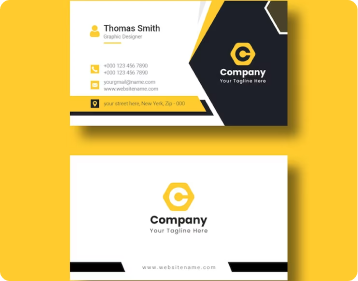 Thomas Smith
Graphic Designer
+000 123 456 7890
+000 123 456 7890
yourgmail@name.com
www.websitename.com
your street here, New York, Zip - 000
C
Company
Your Tagline Here
C
Company
Your Tagline Here
www.websitename.com